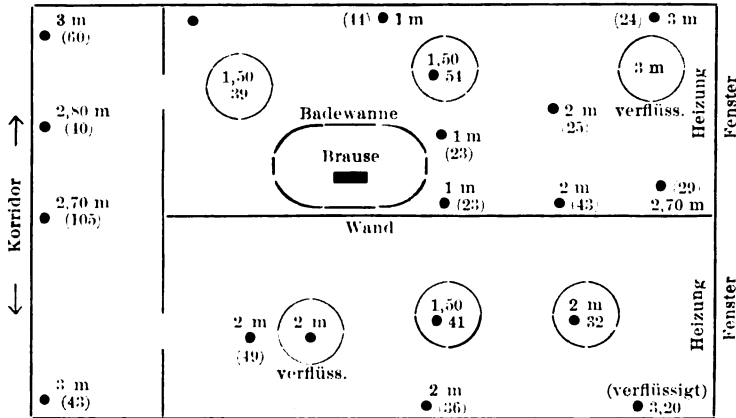 3 m
(60)
2,80 m
(40)
2,70 m
(105)
3 m
(43)
Korridor
(44) 1 m
(24) 3 m
1,50
39
1,50
54
3 m
verflüss.
Badewanne
Brause
1 m
(23)
2 m
(25)
1 m
(23)
2 m
(43)
(29)
2,70 m
Heizung
Fenster
Wand
2 m
(49)
2 m
verflüss.
1,50
41
2 m
32
2 m
(36)
(verflüssigt)
3,20
Heizung
Fenster